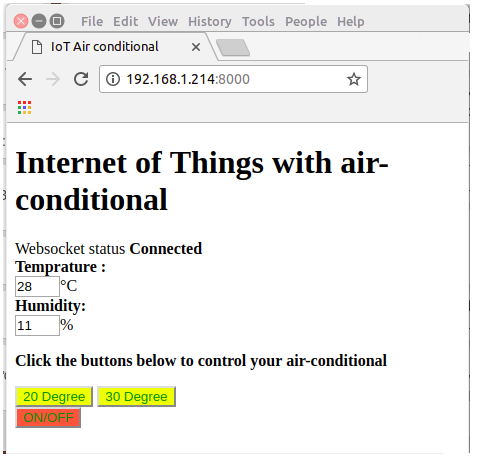 File Edit View History Tools People Help
IoT Air conditional
192.168.1.214:8000
Internet of Things with air-
conditional
Websocket status Connected
Temprature :
28 °C
Humidity:
11 %
Click the buttons below to control your air-conditional
20 Degree 30 Degree
ON/OFF